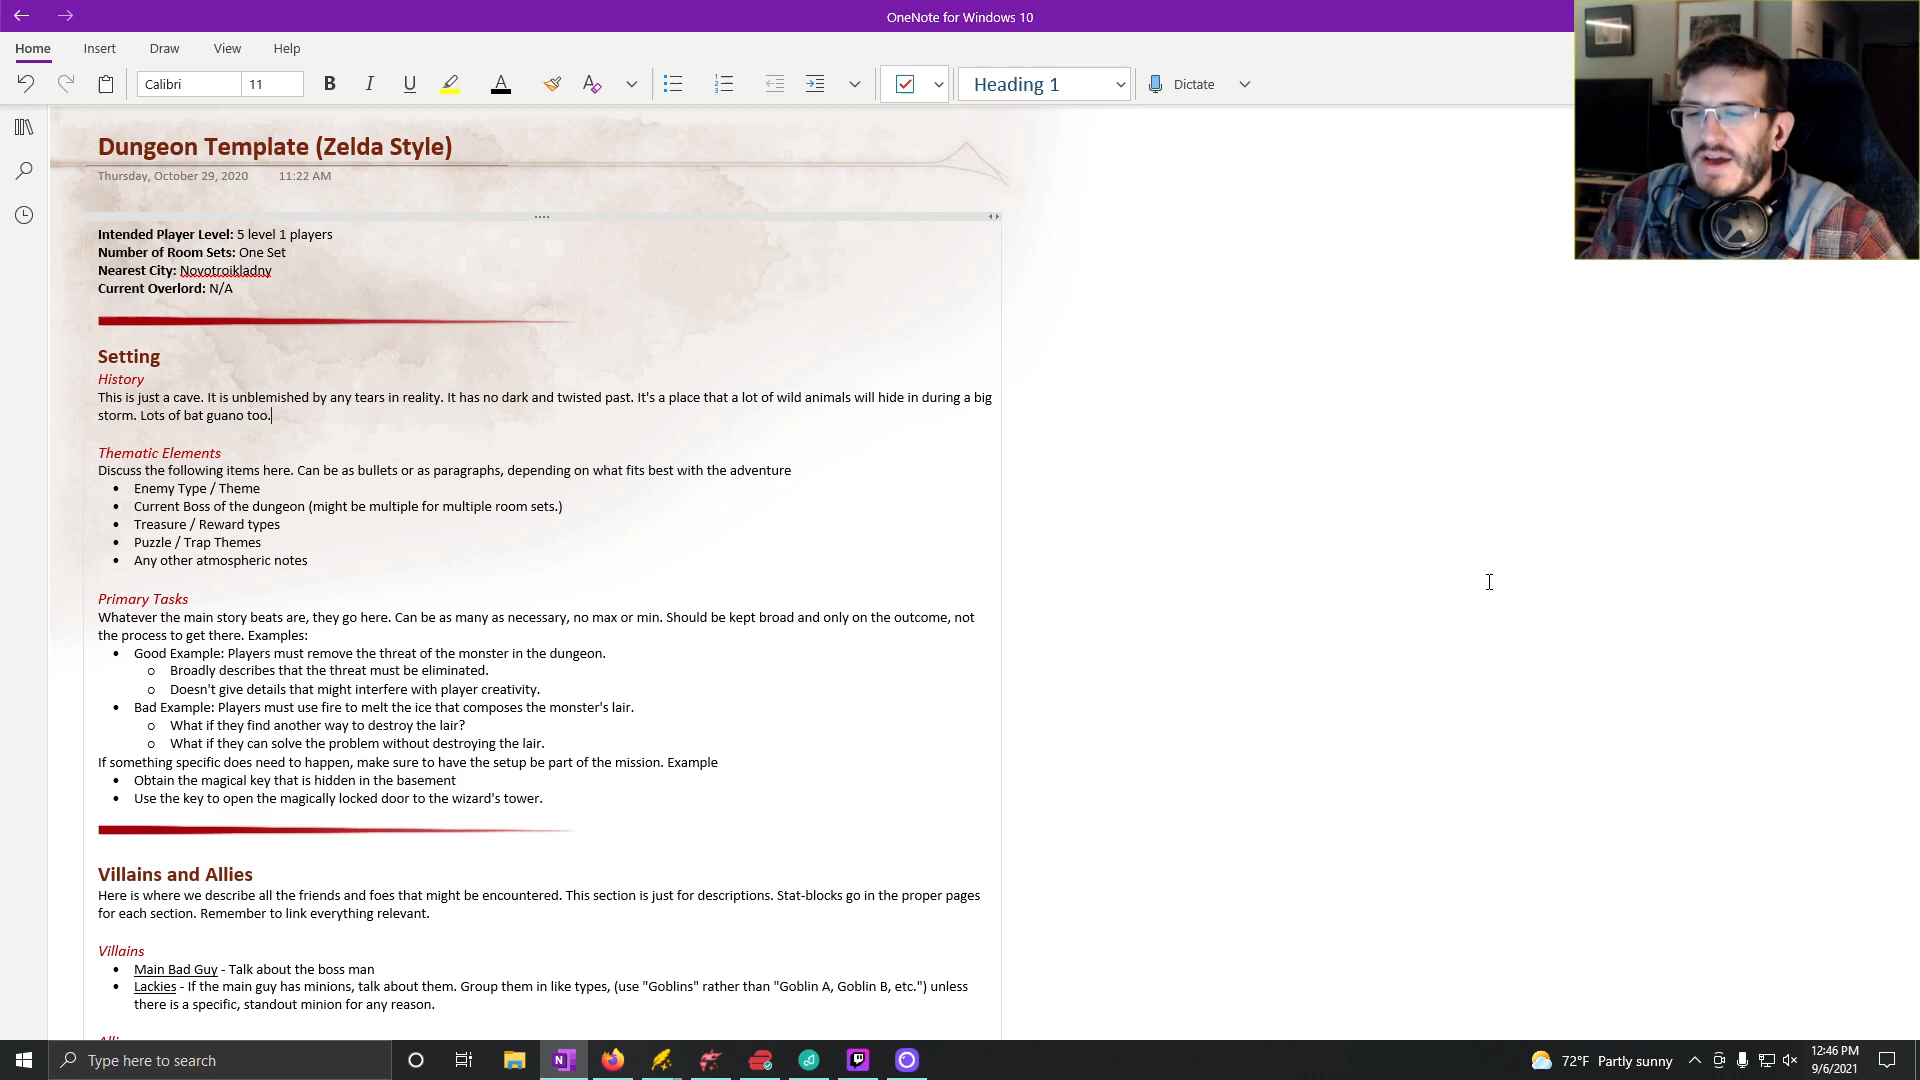 OneNote for Windows 10
Home Insert Draw View Help
Calibri 11 B I U A A Heading 1 Dictate
Dungeon Template (Zelda Style)
Thursday, October 29, 2020 11:22 AM
Intended Player Level: 5 level 1 players
Number of Room Sets: One Set
Nearest City: Novotroikladny
Current Overlord: N/A
Setting
History
This is just a cave. It is unblemished by any tears in reality. It has no dark and twisted past. It's a place that a lot of wild animals will hide in during a big
storm. Lots of bat guano too.
Thematic Elements
Discuss the following items here. Can be as bullets or as paragraphs, depending on what fits best with the adventure
• Enemy Type / Theme
• Current Boss of the dungeon (might be multiple for multiple room sets.)
• Treasure / Reward types
• Puzzle / Trap Themes
• Any other atmospheric notes
Primary Tasks
Whatever the main story beats are, they go here. Can be as many as necessary, no max or min. Should be kept broad and only on the outcome, not
the process to get there. Examples:
• Good Example: Players must remove the threat of the monster in the dungeon.
o Broadly describes that the threat must be eliminated.
o Doesn't give details that might interfere with player creativity.
• Bad Example: Players must use fire to melt the ice that composes the monster's lair.
o What if they find another way to destroy the lair?
o What if they can solve the problem without destroying the lair.
If something specific does need to happen, make sure to have the setup be part of the mission. Example
• Obtain the magical key that is hidden in the basement
• Use the key to open the magically locked door to the wizard's tower.
Villains and Allies
Here is where we describe all the friends and foes that might be encountered. This section is just for descriptions. Stat-blocks go in the proper pages
for each section. Remember to link everything relevant.
Villains
• Main Bad Guy - Talk about the boss man
• Lackies - If the main guy has minions, talk about them. Group them in like types, (use "Goblins" rather than "Goblin A, Goblin B, etc.") unless
there is a specific, standout minion for any reason.
Type here to search
72°F Partly sunny
12:46 PM
9/6/2021